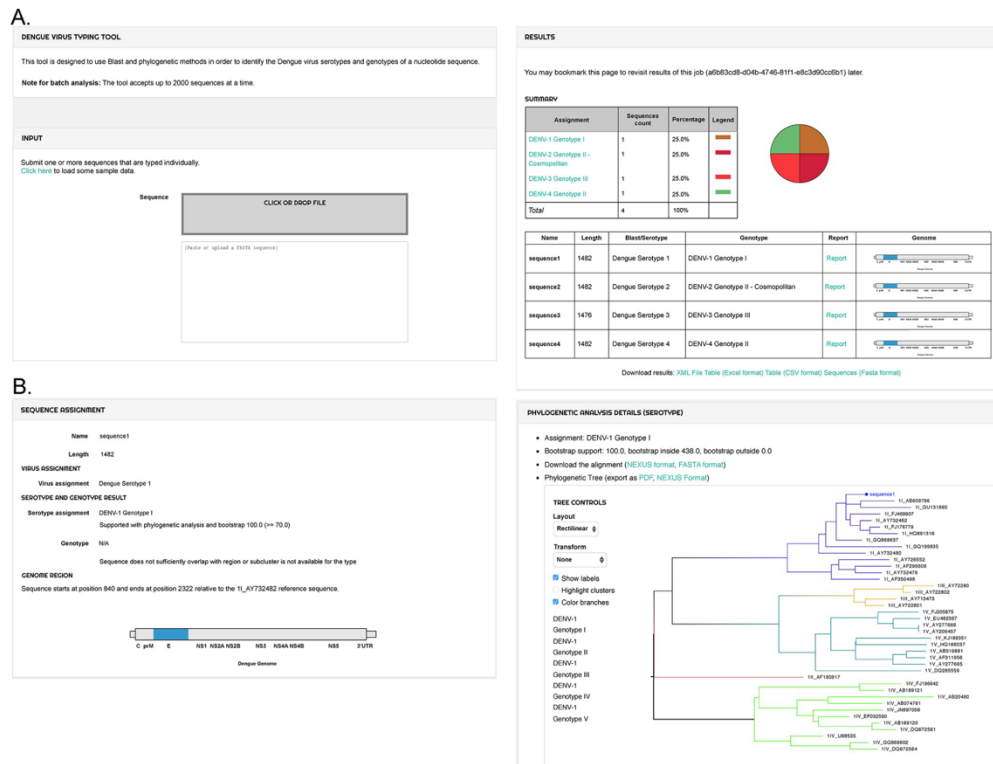 A.
DENGUE VIRUS TYPING TOOL
This tool is designed to use Blast and phylogenetic methods in order to identify the Dengue virus serotypes and genotypes of a nucleotide sequence.
Note for batch analysis: The tool accepts up to 2000 sequences at a time.
INPUT
Submit one or more sequences that are typed individually.
Click here to load some sample data.
Sequence
CLICK OR DROP FILE
[Paste or upload a FASTA sequence]
RESULTS
You may bookmark this page to revisit results of this job (a6b83cd8-d04b-4746-81f1-e8c3d90cc6b1) later.
SUMMARY
Assignment Sequences count Percentage Legend
DENV-1 Genotype I 1 25.0%
DENV-2 Genotype II - Cosmopolitan 1 25.0%
DENV-3 Genotype III 1 25.0%
DENV-4 Genotype II 1 25.0%
Total 4 100%
Name Length Blast/Serotype Genotype Report Genome
sequence1 1482 Dengue Serotype 1 DENV-1 Genotype I Report
sequence2 1482 Dengue Serotype 2 DENV-2 Genotype II - Cosmopolitan Report
sequence3 1476 Dengue Serotype 3 DENV-3 Genotype III Report
sequence4 1482 Dengue Serotype 4 DENV-4 Genotype II Report
Download results: XML File Table (Excel format) Table (CSV format) Sequences (Fasta format)
B.
SEQUENCE ASSIGNMENT
Name sequence1
Length 1482
VIRUS ASSIGNMENT
Virus assignment Dengue Serotype 1
SEROTYPE AND GENOTYPE RESULT
Serotype assignment DENV-1 Genotype I
Supported with phylogenetic analysis and bootstrap 100.0 (>= 70.0)
Genotype N/A
Sequence does not sufficiently overlap with region or subcluster is not available for the type
GENOME REGION
Sequence starts at position 840 and ends at position 2322 relative to the 1I_AY732482 reference sequence.
C prM E NS1 NS2A NS2B NS3 NS4A NS4B NS5 3'UTR
Dengue Genome
PHYLOGENETIC ANALYSIS DETAILS (SEROTYPE)
• Assignment: DENV-1 Genotype I
• Bootstrap support: 100.0, bootstrap inside 438.0, bootstrap outside 0.0
• Download the alignment (NEXUS format, FASTA format)
• Phylogenetic Tree (export as PDF, NEXUS Format)
TREE CONTROLS
Layout
Rectilinear
Transform
None
Show labels
Highlight clusters
Color branches
DENV-1
Genotype I
DENV-1
Genotype II
DENV-1
Genotype III
DENV-1
Genotype IV
DENV-1
Genotype V
sequence1
1I_GU131895
1I_AY732482
1I_AY732480
1I_AY732476
1I_AF350498
1III_AY722802
1III_AY713473
1III_AY722801
1V_EU482567
1V_AY277666
1V_AF311956
1V_AY277665
1IV_AB189121
1IV_AB074761
1IV_AB189120